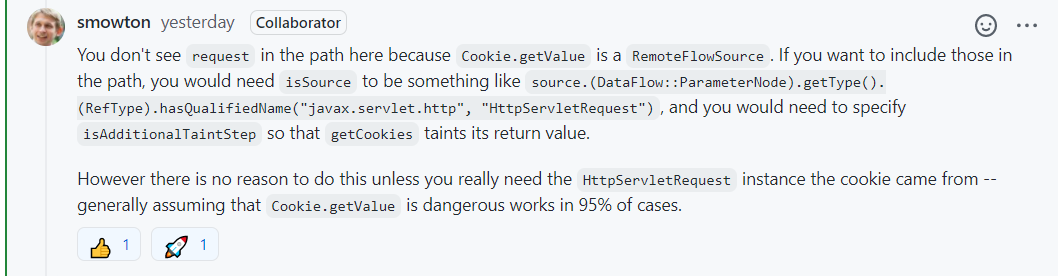 smowton yesterday Collaborator
You don't see request in the path here because Cookie.getValue is a RemoteFlowSource. If you want to include those in
the path, you would need isSource to be something like source.(DataFlow::ParameterNode).getType().
(RefType).hasQualifiedName("javax.servlet.http", "HttpServletRequest"), and you would need to specify
isAdditionalTaintStep so that getCookies taints its return value.
However there is no reason to do this unless you really need the HttpServletRequest instance the cookie came from --
generally assuming that Cookie.getValue is dangerous works in 95% of cases.
👍 1 🚀 1